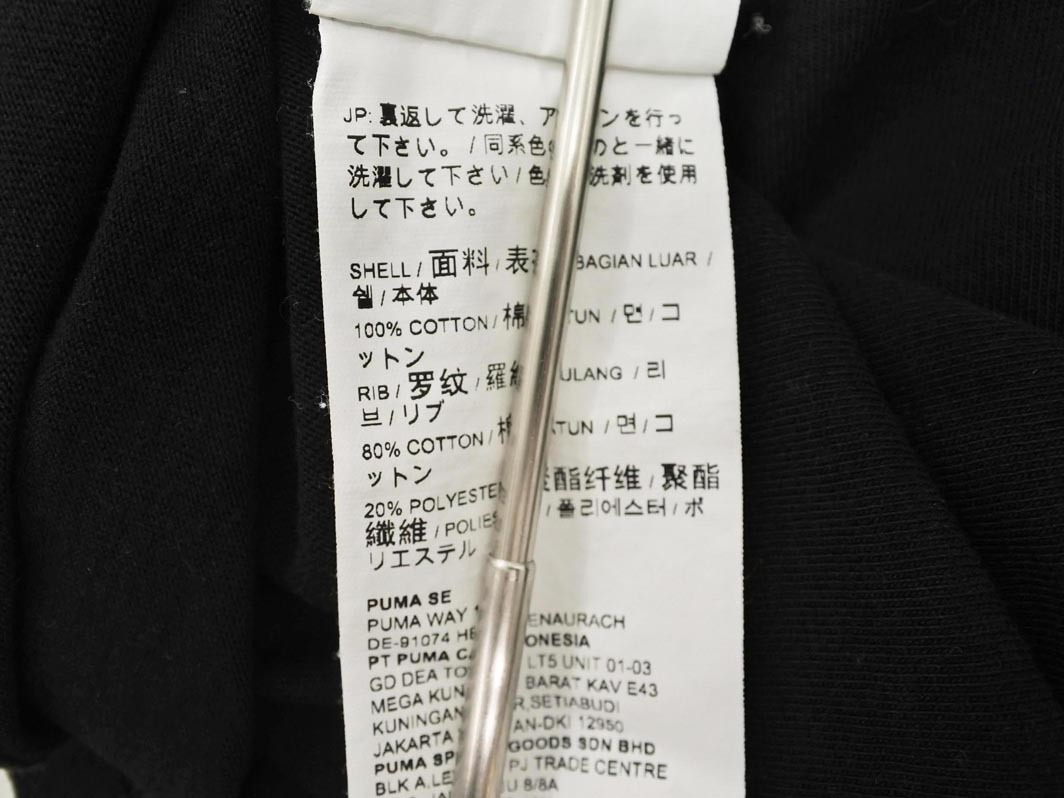 JP: 裏返して洗濯、ア ンを行っ
て下さい。/ 同系色 のと一緒に
洗濯して下さい / 色 洗剤を使用
して下さい。
SHELL / 面料 / 表 BAGIAN LUAR /
쉘 / 本体
100% COTTON / 棉 TUN / 면 / コ
ットン
RIB / 罗纹 / 羅 ULANG / 리
브 / リブ
80% COTTON / 棉 ATUN / 면 / コ
ットン
20% POLYESTE 酯纤维 / 聚酯
纖維 / POLIES / 폴리에스터 / ポ
リエステル
PUMA SE
PUMA WAY ENAURACH
DE-91074 HE ONESIA
PT PUMA CA LT5 UNIT 01-03
GD DEA TO BARAT KAV E43
MEGA KUN R,SETIABUDI
KUNINGAN AN-DKI 12950
JAKARTA GOODS SDN BHD
PUMA SP PJ TRADE CENTRE
BLK A,LE U 8/8A